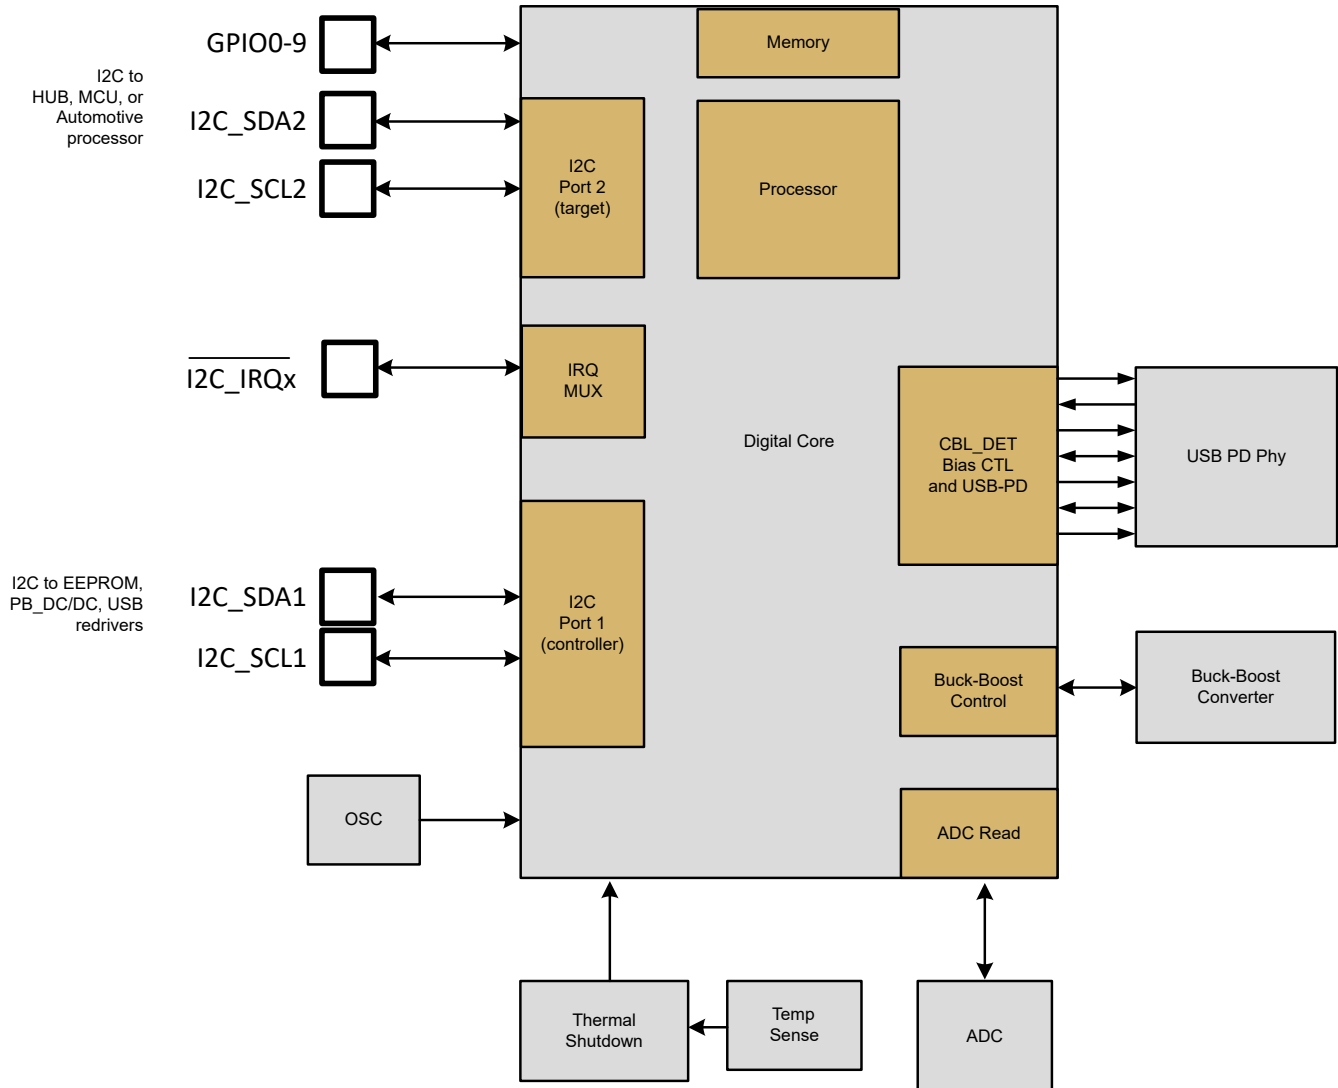 GPIO0-9
I2C to
HUB, MCU, or
Automotive
processor
I2C_SDA2
I2C_SCL2
I2C_IRQx
I2C to EEPROM,
PB_DC/DC, USB
redrivers
I2C_SDA1
I2C_SCL1
OSC
Memory
I2C
Port 2
(target)
Processor
IRQ
MUX
Digital Core
CBL_DET
Bias CTL
and USB-PD
USB PD Phy
I2C
Port 1
(controller)
Buck-Boost
Control
Buck-Boost
Converter
ADC Read
Thermal
Shutdown
Temp
Sense
ADC